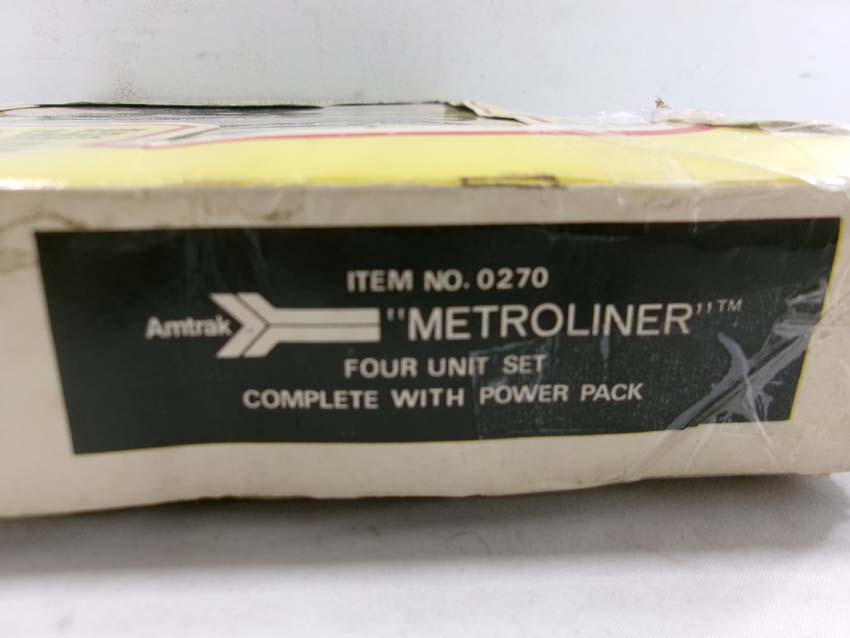 ITEM NO. 0270
Amtrak "METROLINER"™
FOUR UNIT SET
COMPLETE WITH POWER PACK